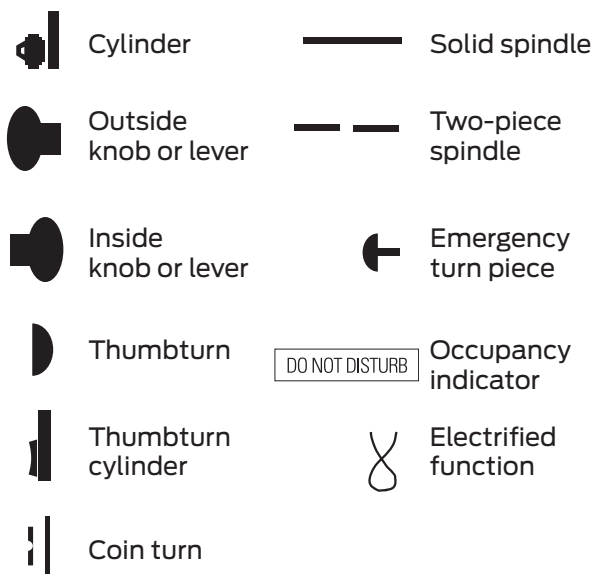 Cylinder
Solid spindle
Outside
knob or lever
Two-piece
spindle
Inside
knob or lever
Emergency
turn piece
Thumbturn
DO NOT DISTURB
Occupancy
indicator
Thumbturn
cylinder
Electrified
function
Coin turn